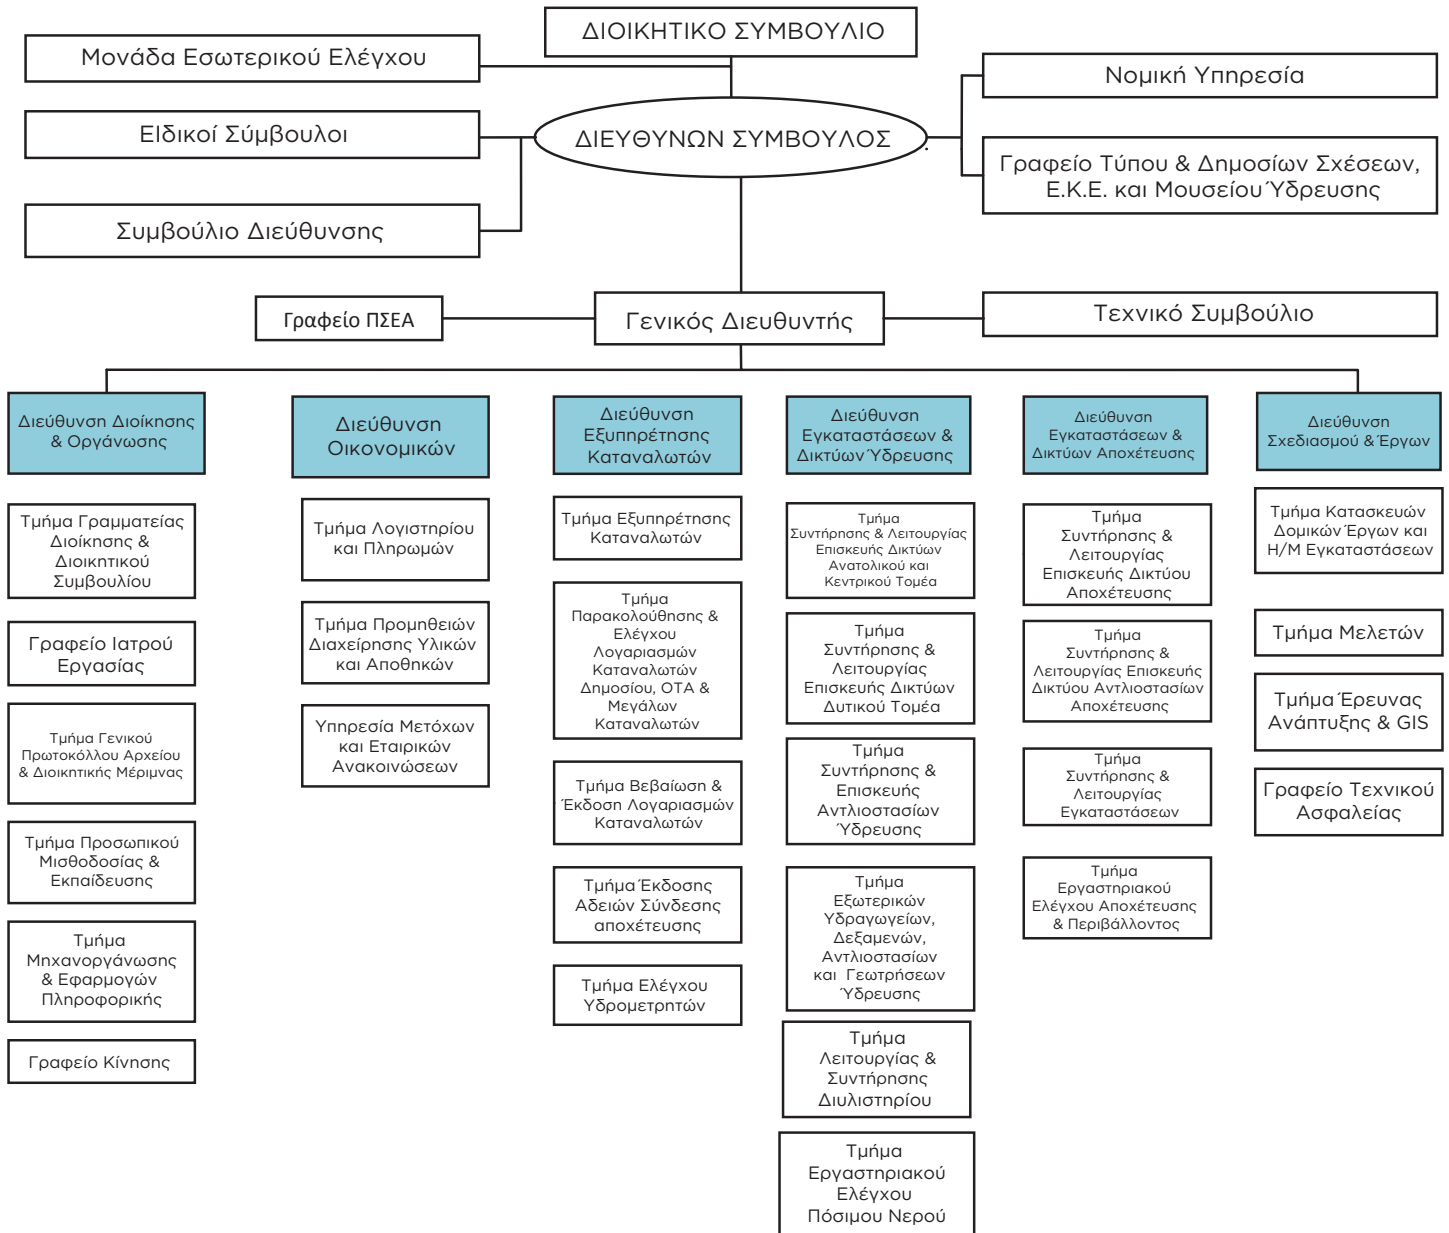 ΔΙΟΙΚΗΤΙΚΟ ΣΥΜΒΟΥΛΙΟ
Μονάδα Εσωτερικού Ελέγχου
Νομική Υπηρεσία
ΕΙδικοί Σύμβουλοι
ΔΙΕΥΘΥΝΩΝ ΣΥΜΒΟΥΛΟΣ
Γραφείο Τύπου & Δημοσίων Σχέσεων,
Ε.Κ.Ε. και Μουσείου Ύδρευσης
Συμβούλιο Διεύθυνσης
Γραφείο ΠΣΕΑ
Γενικός Διευθυντής
Τεχνικό Συμβούλιο
Διεύθυνση Διοίκησης
& Οργάνωσης
Τμήμα Γραμματείας
Διοίκησης &
Διοικητικού
Συμβουλίου
Γραφείο Ιατρού
Εργασίας
Τμήμα Γενικού
Πρωτοκόλλου Αρχείου
& Διοικητικής Μέριμνας
Τμήμα Προσωπικού
Μισθοδοσίας &
Εκπαίδευσης
Τμήμα
Μηχανοργάνωσης
& Εφαρμογών
Πληροφορικής
Γραφείο Κίνησης
Διεύθυνση
Οικονομικών
Τμήμα Λογιστηρίου
και Πληρωμών
Τμήμα Προμηθειών
Διαχείρησης Υλικών
και Αποθηκών
Υπηρεσία Μετόχων
και Εταιρικών
Ανακοινώσεων
Διεύθυνση
Εξυπηρέτησης
Καταναλωτών
Τμήμα Εξυπηρέτησης
Καταναλωτών
Τμήμα
Παρακολούθησης &
Ελέγχου
Λογαριασμών
Καταναλωτών
Δημοσίου, ΟΤΑ &
Μεγάλων
Καταναλωτών
Τμήμα Βεβαίωση &
Έκδοση Λογαριασμών
Καταναλωτών
Τμήμα Έκδοσης
Αδειών Σύνδεσης
αποχέτευσης
Τμήμα Ελέγχου
Υδρομετρητών
Διεύθυνση
Εγκαταστάσεων &
Δικτύων Ύδρευσης
Τμήμα
Συντήρησης & Λειτουργίας
Επισκευής Δικτύων
Ανατολικού και
Κεντρικού Τομέα
Τμήμα
Συντήρησης &
Λειτουργίας
Επισκευής Δικτύων
Δυτικού Τομέα
Τμήμα
Συντήρησης &
Επισκευής
Αντλιοστασίων
Ύδρευσης
Τμήμα
Εξωτερικών
Υδραγωγείων,
Δεξαμενών,
Αντλιοστασίων
και Γεωτρήσεων
Ύδρευσης
Τμήμα
Λειτουργίας &
Συντήρησης
Διυλιστηρίου
Τμήμα
Εργαστηριακού
Ελέγχου
Πόσιμου Νερού
Διεύθυνση
Εγκαταστάσεων &
Δικτύων Αποχέτευσης
Τμήμα
Συντήρησης &
Λειτουργίας
Επισκευής Δικτύου
Αποχέτευσης
Τμήμα
Συντήρησης &
Λειτουργίας Επισκευής
Δικτύου Αντλιοστασίων
Αποχέτευσης
Τμήμα
Συντήρησης &
Λειτουργίας
Εγκαταστάσεων
Τμήμα
Εργαστηριακού
Ελέγχου Αποχέτευσης
& Περιβάλλοντος
Διεύθυνση
Σχεδιασμού & Έργων
Τμήμα Κατασκευών
Δομικών Έργων και
Η/Μ Εγκαταστάσεων
Τμήμα Μελετών
Τμήμα Έρευνας
Ανάπτυξης & GIS
Γραφείο Τεχνικού
Ασφαλείας